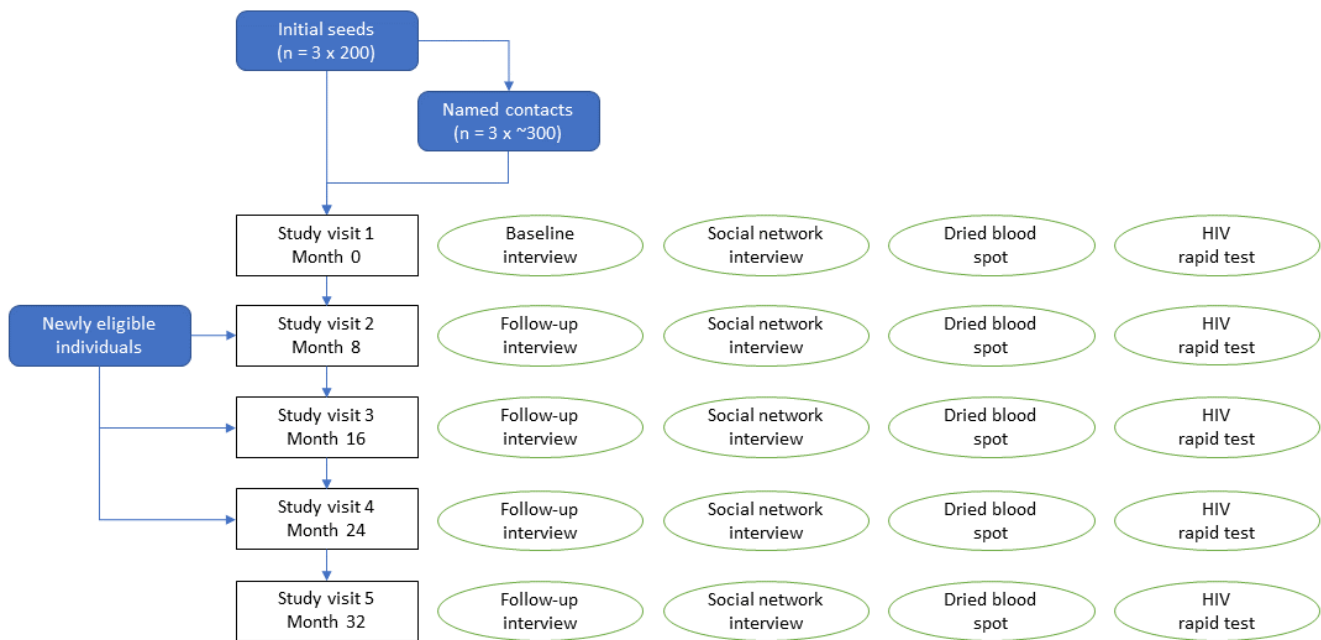 Initial seeds
(n = 3 x 200)
Named contacts
(n = 3 x ~300)
Study visit 1
Month 0
Baseline
interview
Social network
interview
Dried blood
spot
HIV
rapid test
Newly eligible
individuals
Study visit 2
Month 8
Follow-up
interview
Social network
interview
Dried blood
spot
HIV
rapid test
Study visit 3
Month 16
Follow-up
interview
Social network
interview
Dried blood
spot
HIV
rapid test
Study visit 4
Month 24
Follow-up
interview
Social network
interview
Dried blood
spot
HIV
rapid test
Study visit 5
Month 32
Follow-up
interview
Social network
interview
Dried blood
spot
HIV
rapid test